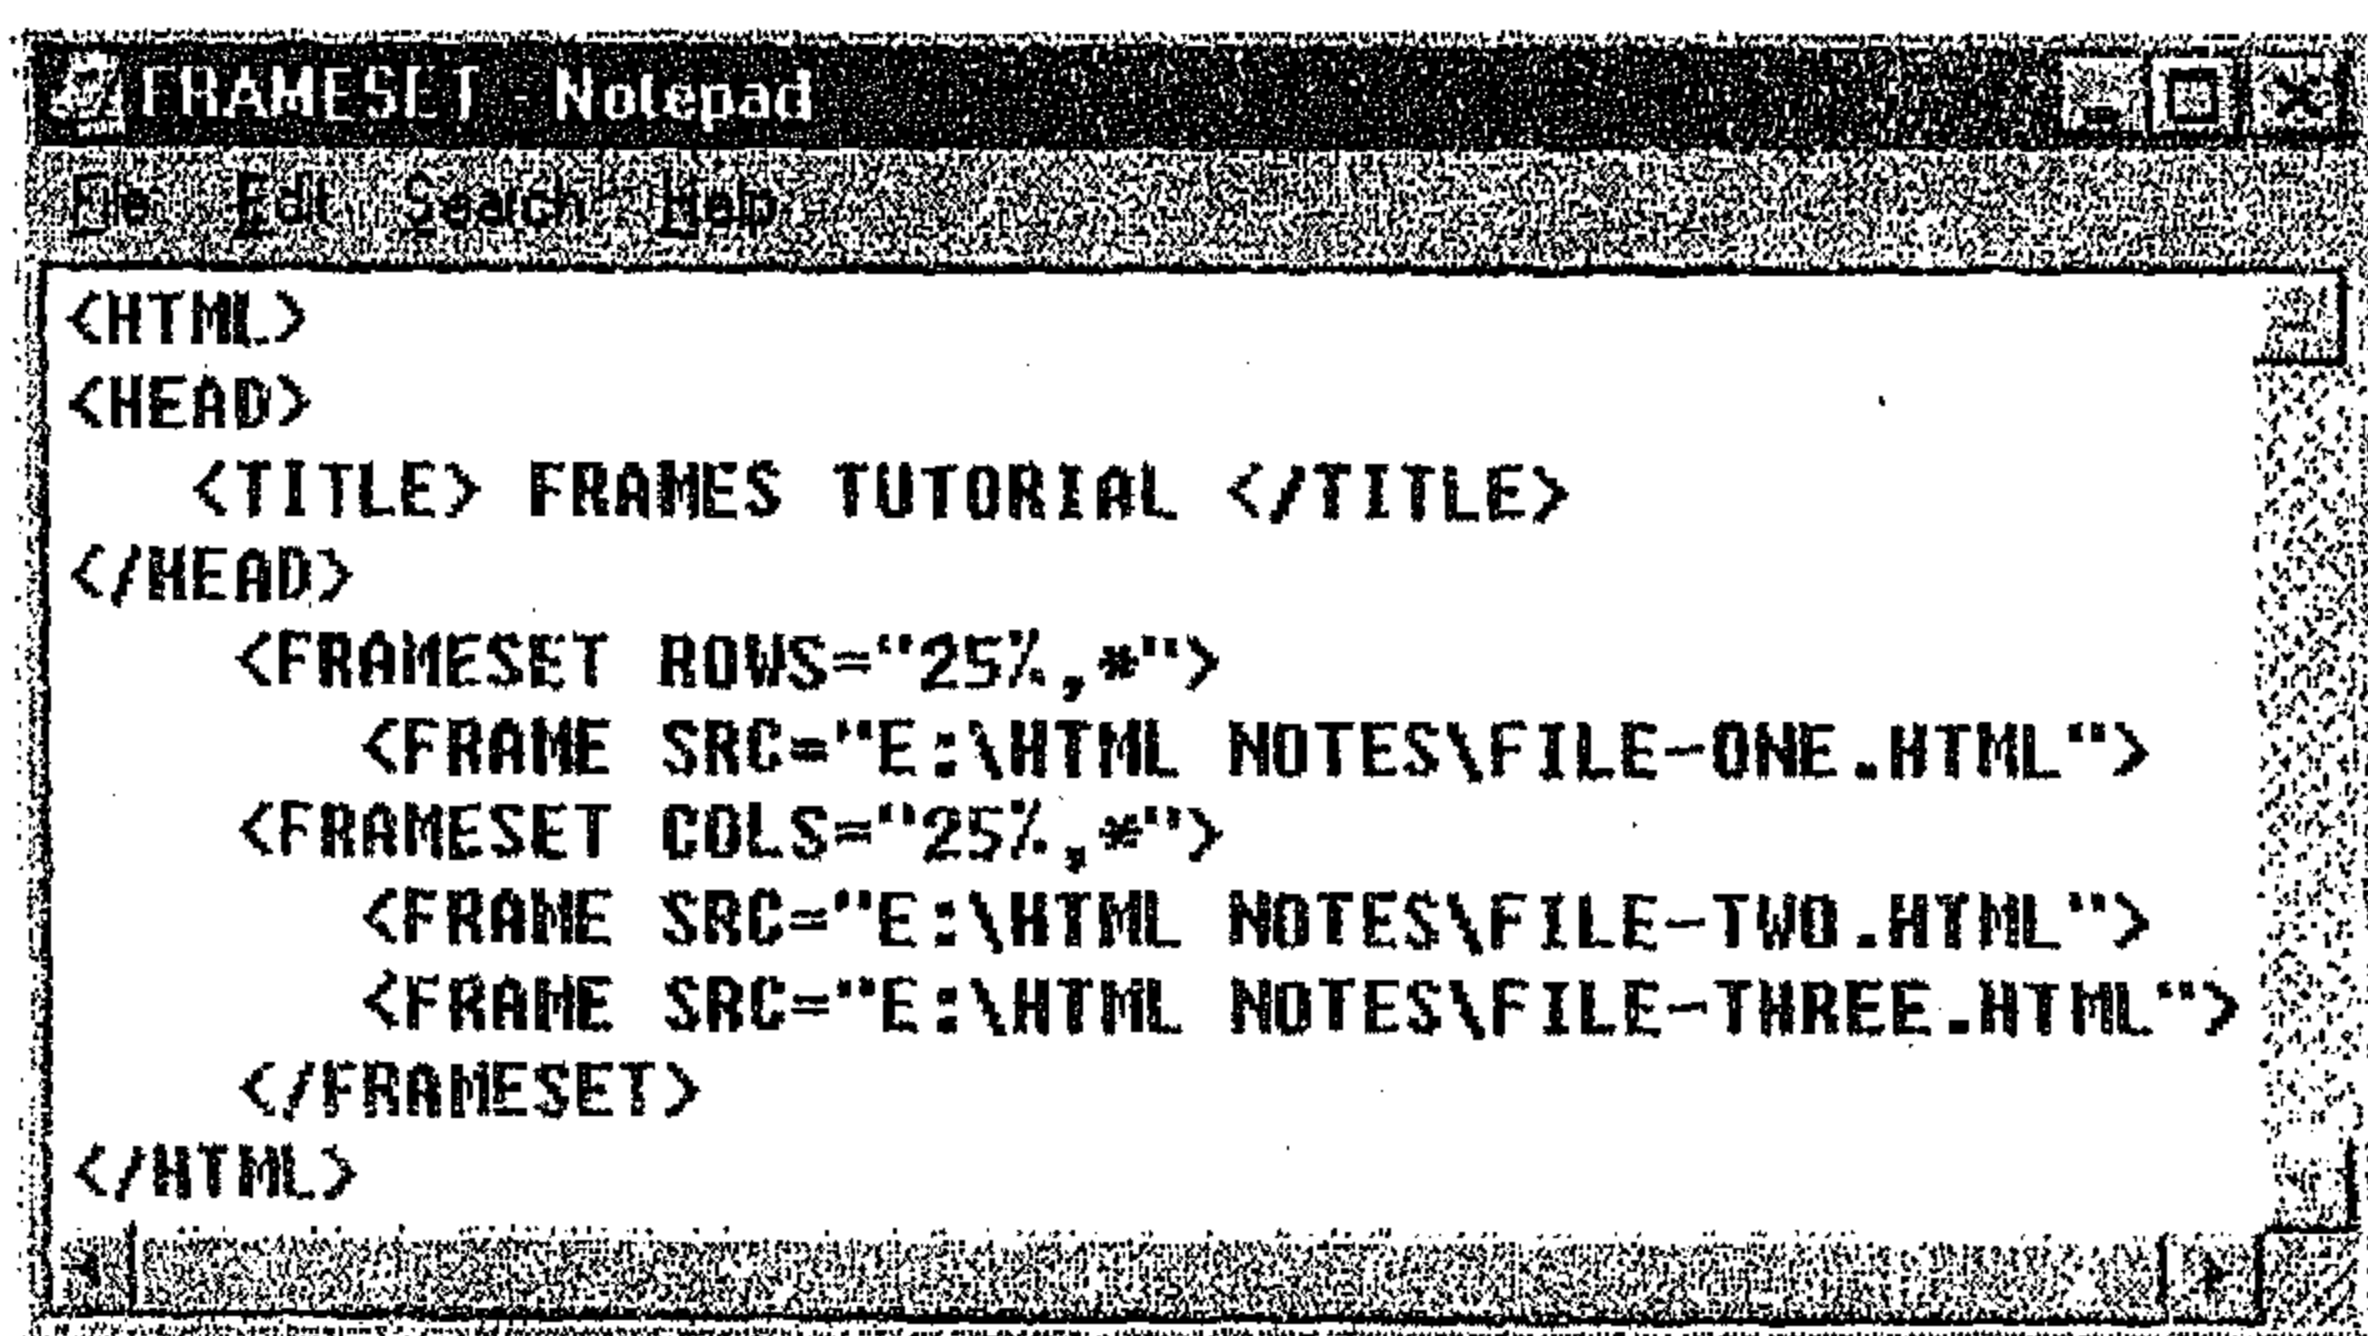 FRAMESET - Notepad
File Edit Search Help
<HTML>
<HEAD>
<TITLE> FRAMES TUTORIAL </TITLE>
</HEAD>
<FRAMESET ROWS="25%,*">
<FRAME SRC="E:\HTML NOTES\FILE-ONE.HTML">
<FRAMESET COLS="25%,*">
<FRAME SRC="E:\HTML NOTES\FILE-TWO.HTML">
<FRAME SRC="E:\HTML NOTES\FILE-THREE.HTML">
</FRAMESET>
</HTML>